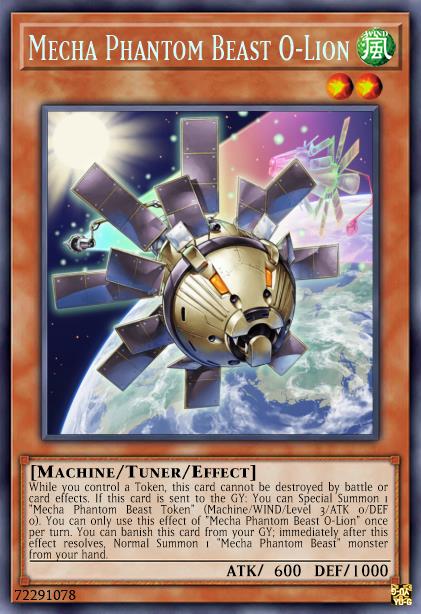 Mecha Phantom Beast O-Lion
WIND
風
[Machine/Tuner/Effect]
While you control a Token, this card cannot be destroyed by battle or
card effects. If this card is sent to the GY: You can Special Summon 1
"Mecha Phantom Beast Token" (Machine/WIND/Level 3/ATK 0/DEF
0). You can only use this effect of "Mecha Phantom Beast O-Lion" once
per turn. You can banish this card from your GY; immediately after this
effect resolves, Normal Summon 1 "Mecha Phantom Beast" monster
from your hand.
ATK/ 600 DEF/1000
72291078